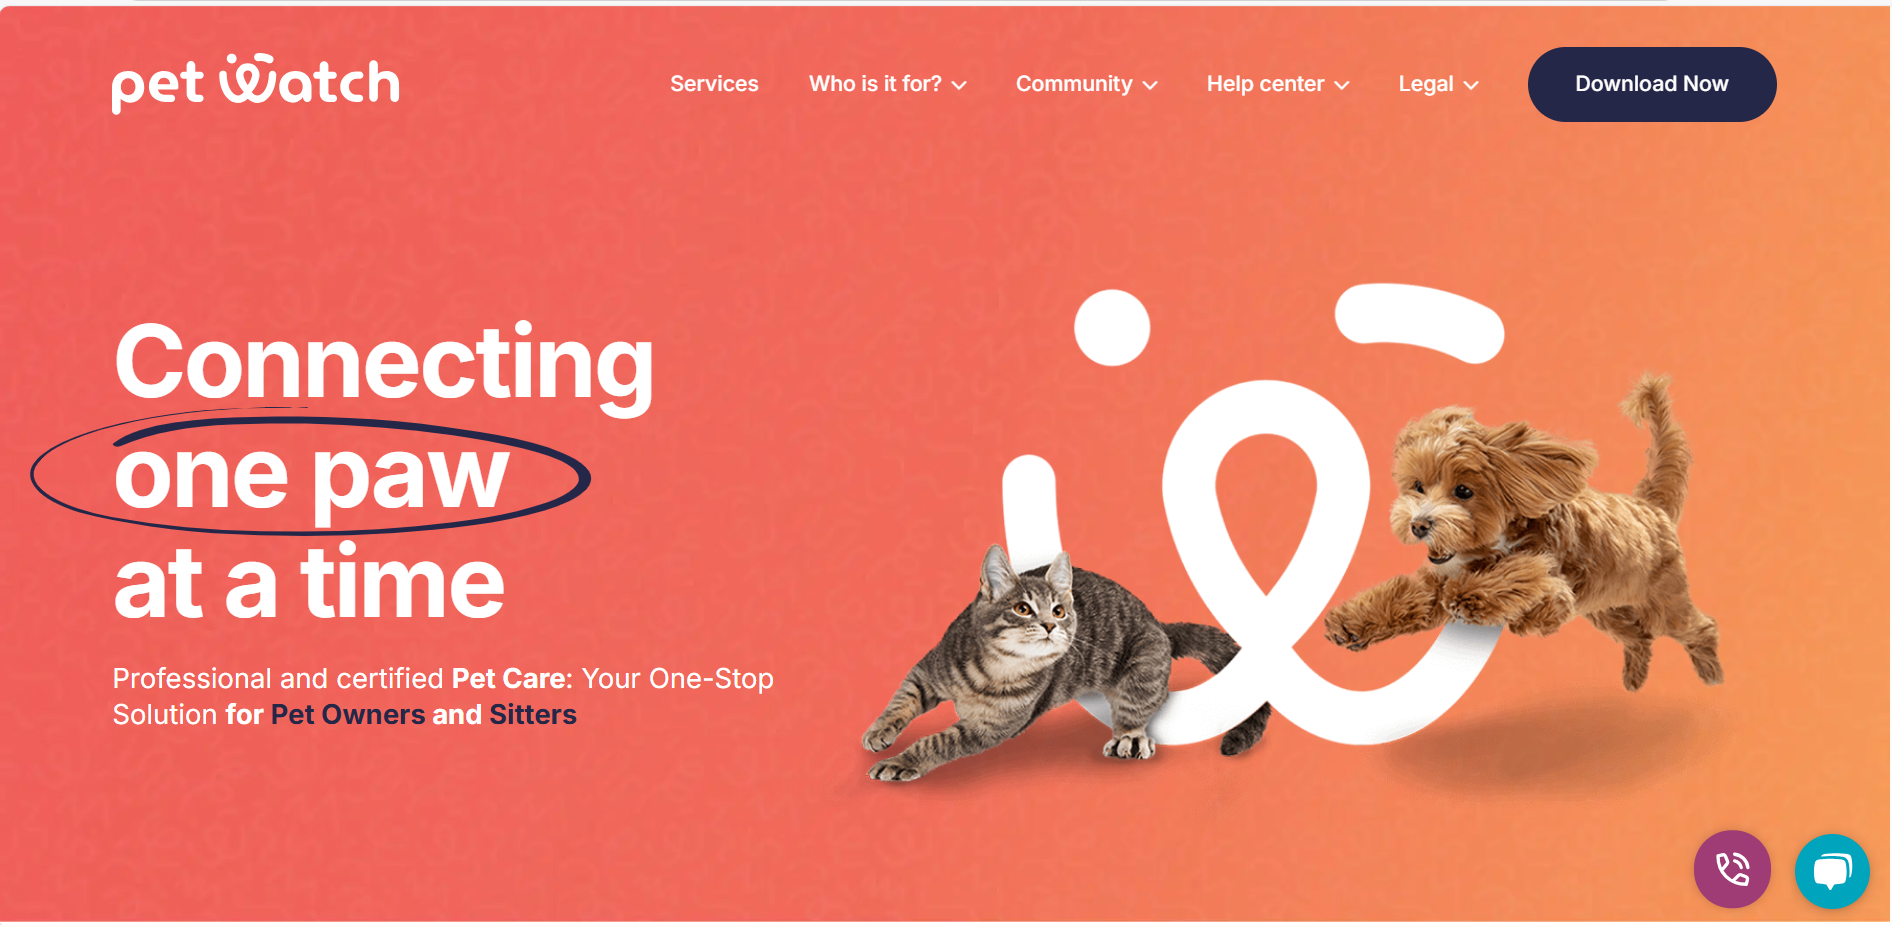 pet watch
Services
Who is it for?
Community
Help center
Legal
Download Now
Connecting
one paw
at a time
Professional and certified Pet Care: Your One-Stop
Solution for Pet Owners and Sitters